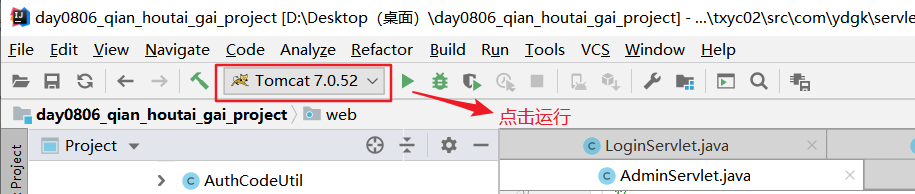 day0806_qian_houtai_gai_project [D:\Desktop（桌面）\day0806_qian_houtai_gai_project] - ...\txyc02\src\com\ydgk\servle
File Edit View Navigate Code Analyze Refactor Build Run Tools VCS Window Help
Tomcat 7.0.52
day0806_qian_houtai_gai_project web
点击运行
Project
LoginServlet.java
AuthCodeUtil
AdminServlet.java
Project